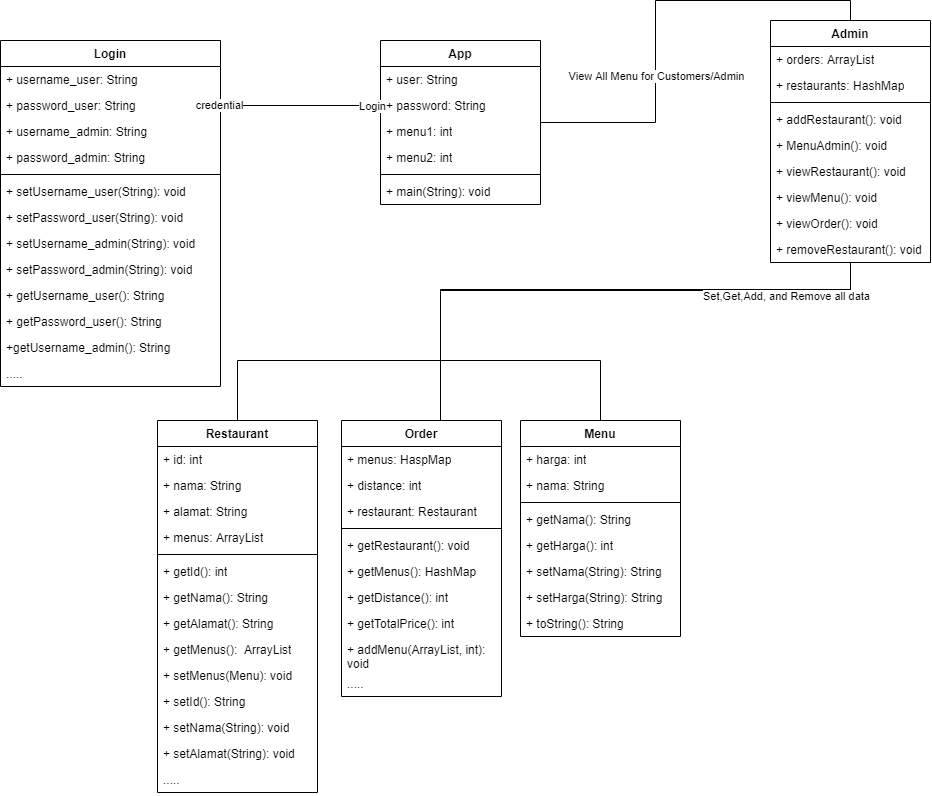 Login
+ username_user: String
+ password_user: String
+ username_admin: String
+ password_admin: String
+ setUsername_user(String): void
+ setPassword_user(String): void
+ setUsername_admin(String): void
+ setPassword_admin(String): void
+ getUsername_user(): String
+ getPassword_user(): String
+getUsername_admin(): String
.....
credential
Login
App
+ user: String
+ password: String
+ menu1: int
+ menu2: int
+ main(String): void
View All Menu for Customers/Admin
Admin
+ orders: ArrayList
+ restaurants: HashMap
+ addRestaurant(): void
+ MenuAdmin(): void
+ viewRestaurant(): void
+ viewMenu(): void
+ viewOrder(): void
+ removeRestaurant(): void
Set,Get,Add, and Remove all data
Restaurant
+ id: int
+ nama: String
+ alamat: String
+ menus: ArrayList
+ getId(): int
+ getNama(): String
+ getAlamat(): String
+ getMenus():  ArrayList
+ setMenus(Menu): void
+ setId(): String
+ setNama(String): void
+ setAlamat(String): void
.....
Order
+ menus: HaspMap
+ distance: int
+ restaurant: Restaurant
+ getRestaurant(): void
+ getMenus(): HashMap
+ getDistance(): int
+ getTotalPrice(): int
+ addMenu(ArrayList, int):
void
.....
Menu
+ harga: int
+ nama: String
+ getNama(): String
+ getHarga(): int
+ setNama(String): String
+ setHarga(String): String
+ toString(): String